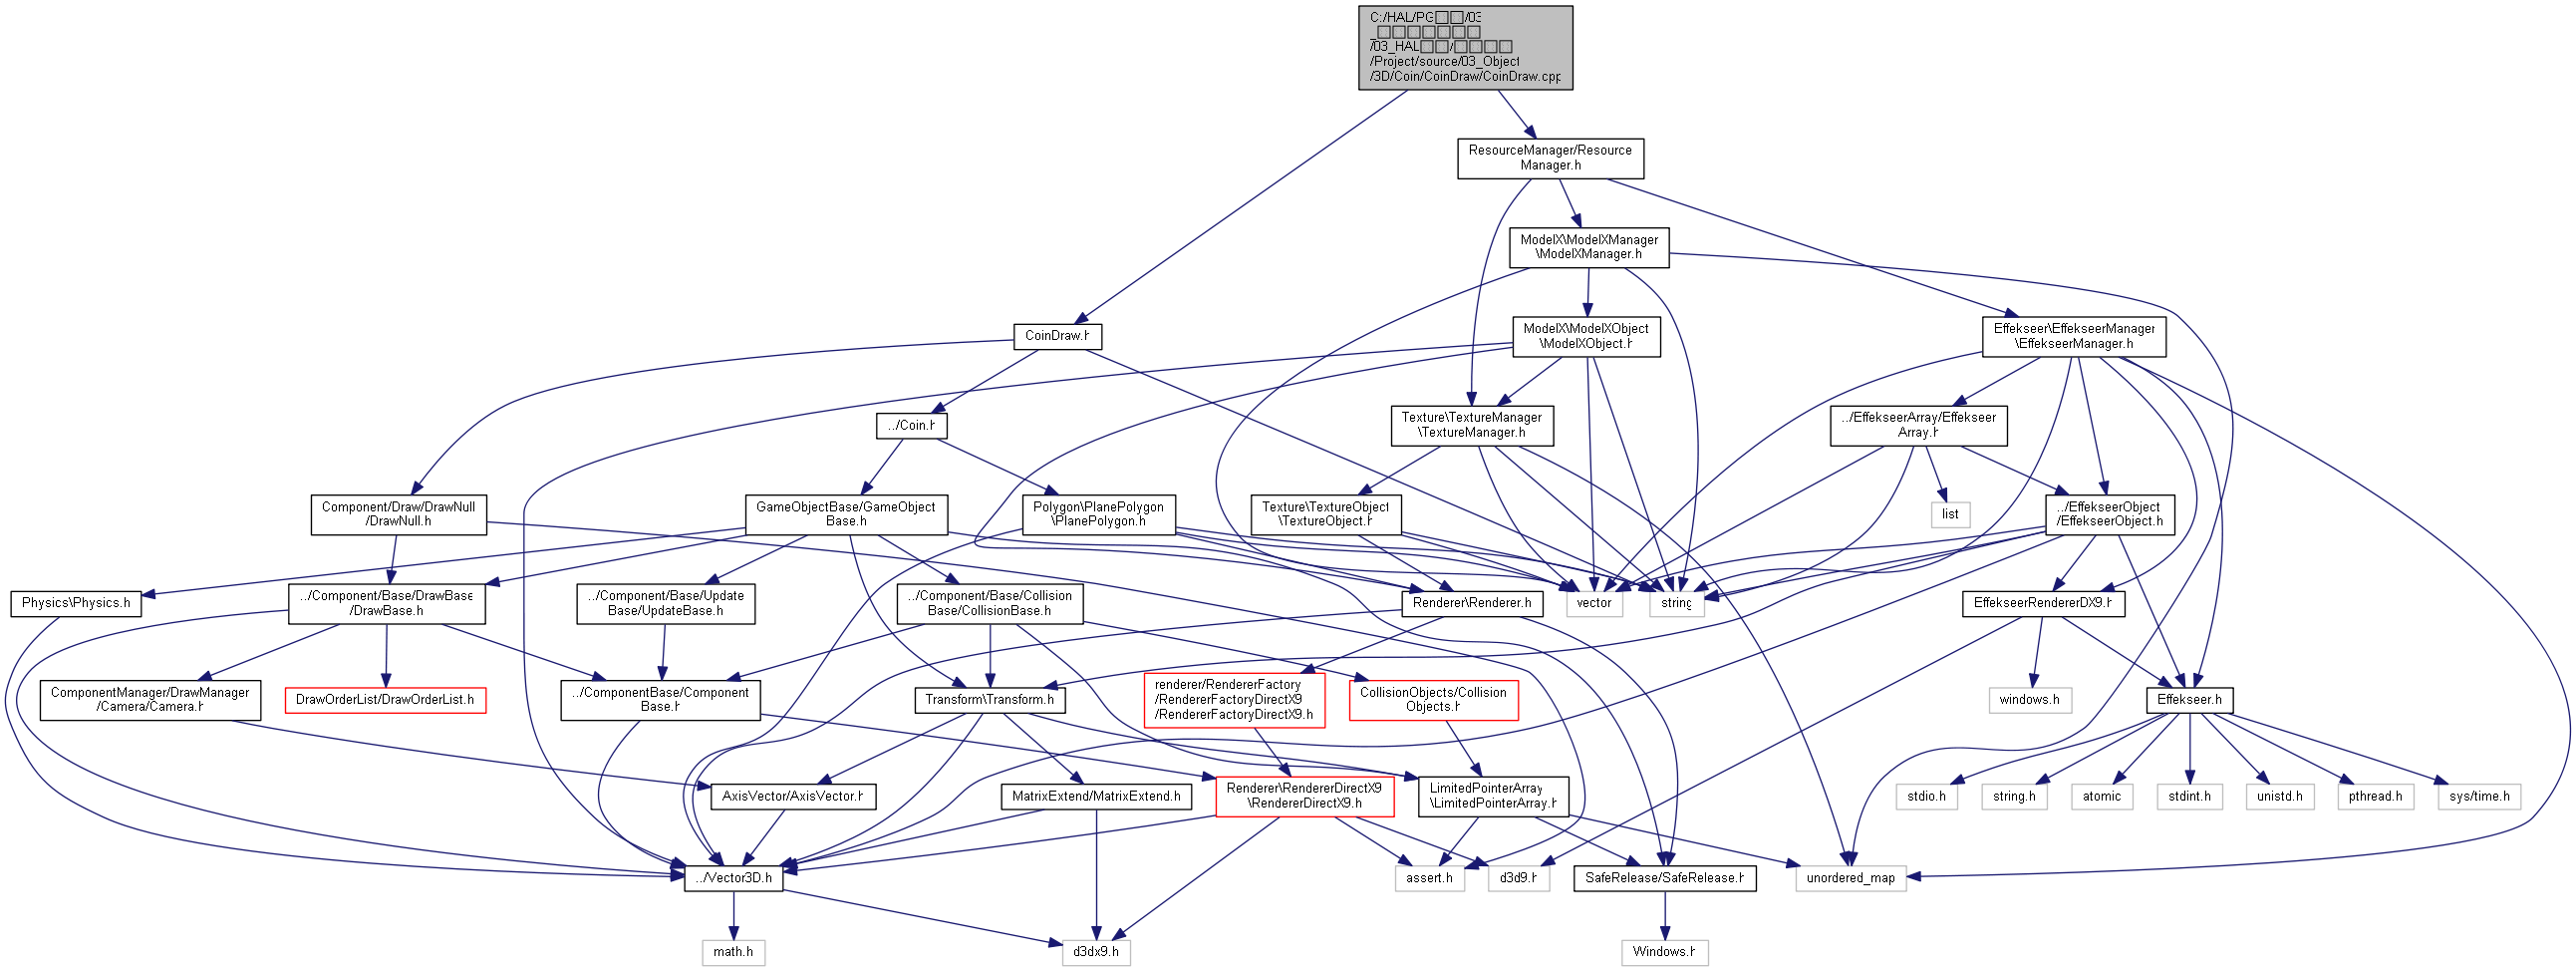 C:/HAL/PG□□/03
_□□□□□□□
/03_HAL□□/□□□□
/Project/source/03_Object
/3D/Coin/CoinDraw/CoinDraw.cpp
ResourceManager/Resource
Manager.h
ModelX\ModelXManager
\ModelXManager.h
CoinDraw.h
ModelX\ModelXObject
\ModelXObject.h
Effekseer\EffekseerManager
\EffekseerManager.h
../Coin.h
Texture\TextureManager
\TextureManager.h
../EffekseerArray/Effekseer
Array.h
Component/Draw/DrawNull
/DrawNull.h
GameObjectBase/GameObject
Base.h
Polygon\PlanePolygon
\PlanePolygon.h
Texture\TextureObject
\TextureObject.h
list
../EffekseerObject
/EffekseerObject.h
Physics\Physics.h
../Component/Base/DrawBase
/DrawBase.h
../Component/Base/Update
Base/UpdateBase.h
../Component/Base/Collision
Base/CollisionBase.h
Renderer\Renderer.h
vector
string
EffekseerRendererDX9.h
ComponentManager/DrawManager
/Camera/Camera.h
DrawOrderList/DrawOrderList.h
../ComponentBase/Component
Base.h
Transform\Transform.h
renderer/RendererFactory
/RendererFactoryDirectX9
/RendererFactoryDirectX9.h
CollisionObjects/Collision
Objects.h
windows.h
Effekseer.h
AxisVector/AxisVector.h
MatrixExtend/MatrixExtend.h
Renderer\RendererDirectX9
\RendererDirectX9.h
LimitedPointerArray
\LimitedPointerArray.h
stdio.h
string.h
atomic
stdint.h
unistd.h
pthread.h
sys/time.h
../Vector3D.h
assert.h
d3d9.h
SafeRelease/SafeRelease.h
unordered_map
math.h
d3dx9.h
Windows.h